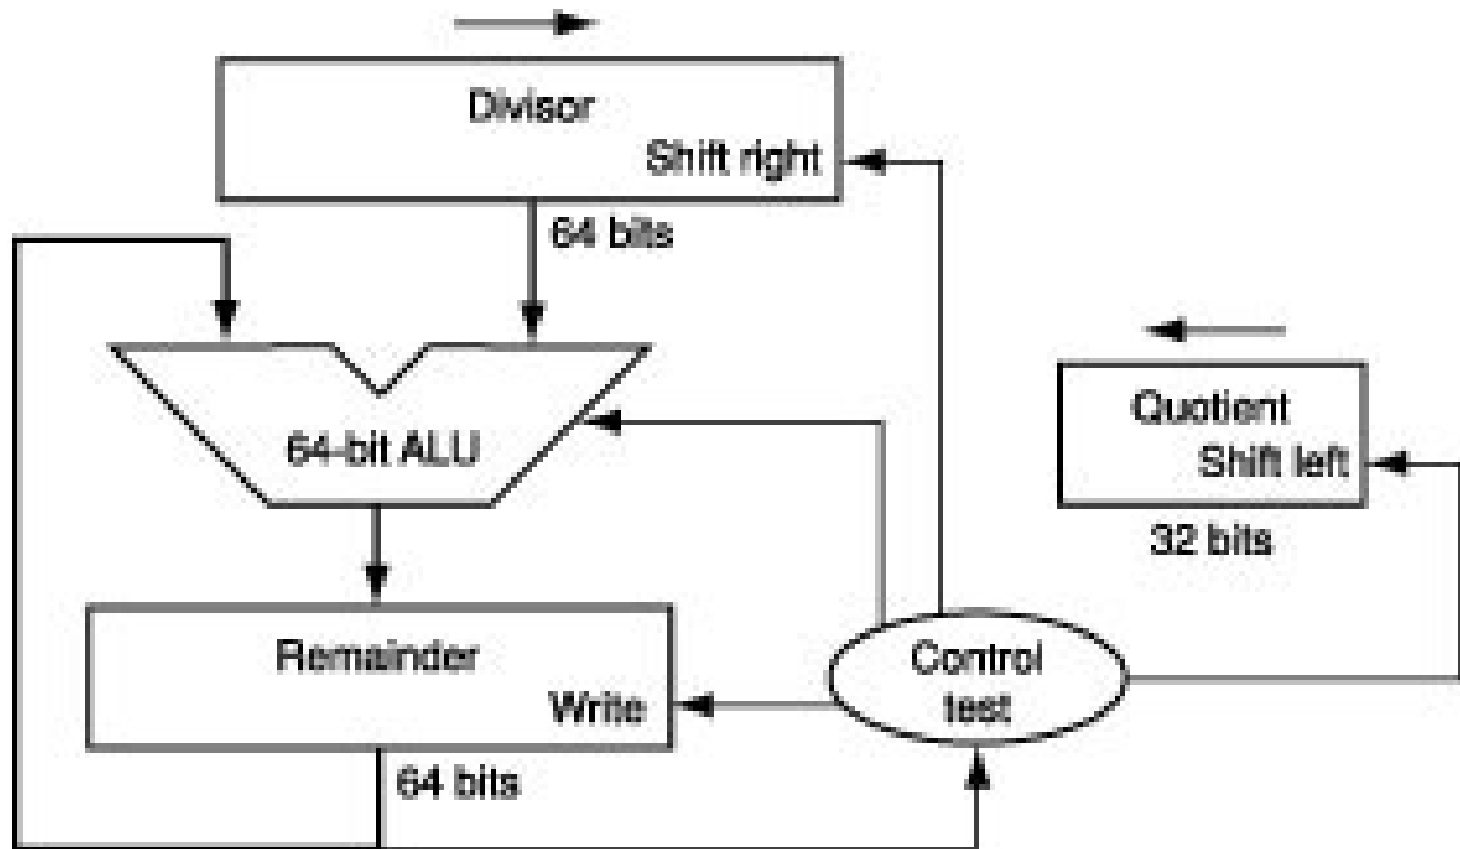 Divisor
Shift right
64 bits
64-bit ALU
Quotient
Shift left
32 bits
Remainder
Write
Control
test
64 bits